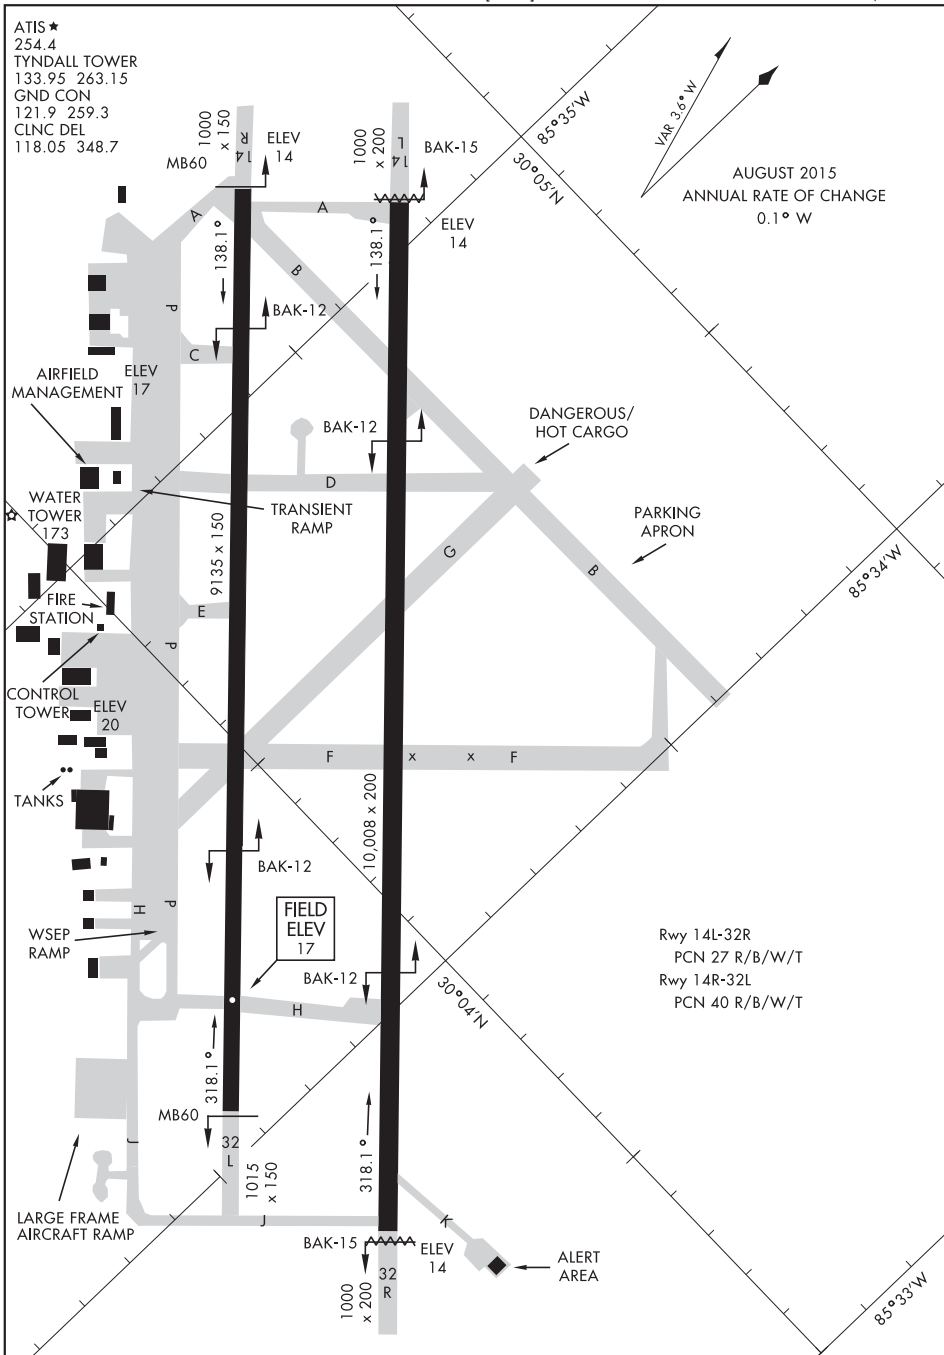 ATIS ★
254.4
TYNDALL TOWER
133.95 263.15
GND CON
121.9 259.3
CLNC DEL
118.05 348.7
1000
x 150
14
R
MB60
ELEV
14
1000
x 200
14
L
BAK-15
85°35'W
30°05'N
VAR 3.6° W
AUGUST 2015
ANNUAL RATE OF CHANGE
0.1° W
A
A
ELEV
14
138.1°
138.1°
B
P
BAK-12
C
ELEV
17
AIRFIELD
MANAGEMENT
BAK-12
DANGEROUS/
HOT CARGO
D
WATER
TOWER
173
TRANSIENT
RAMP
PARKING
APRON
9135 x 150
G
B
85°34'W
FIRE
STATION
E
P
CONTROL
TOWER
ELEV
20
F
x
x
F
TANKS
10,008 x 200
BAK-12
H
P
WSEP
RAMP
FIELD
ELEV
17
BAK-12
H
30°04'N
Rwy 14L-32R
PCN 27 R/B/W/T
Rwy 14R-32L
PCN 40 R/B/W/T
318.1°
MB60
32
L
318.1°
J
1015
x 150
LARGE FRAME
AIRCRAFT RAMP
J
K
BAK-15
ELEV
14
32
R
1000
x 200
ALERT
AREA
85°33'W